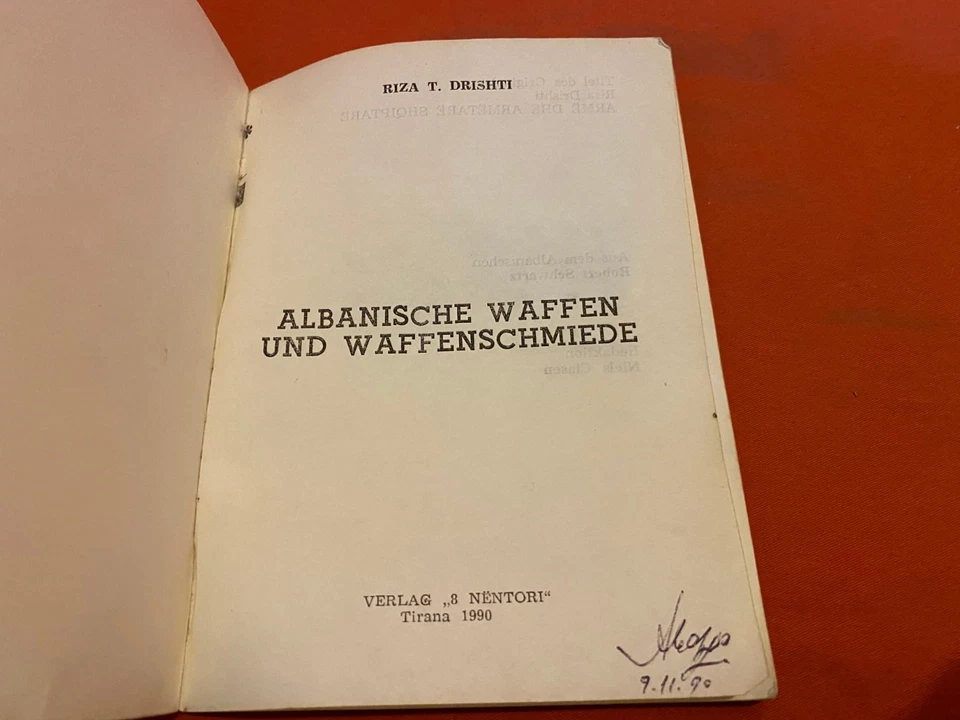 RIZA T. DRISHTI
ALBANISCHE WAFFEN
UND WAFFENSCHMIEDE
VERLAG „8 NËNTORI“
Tirana 1990
9.11.90